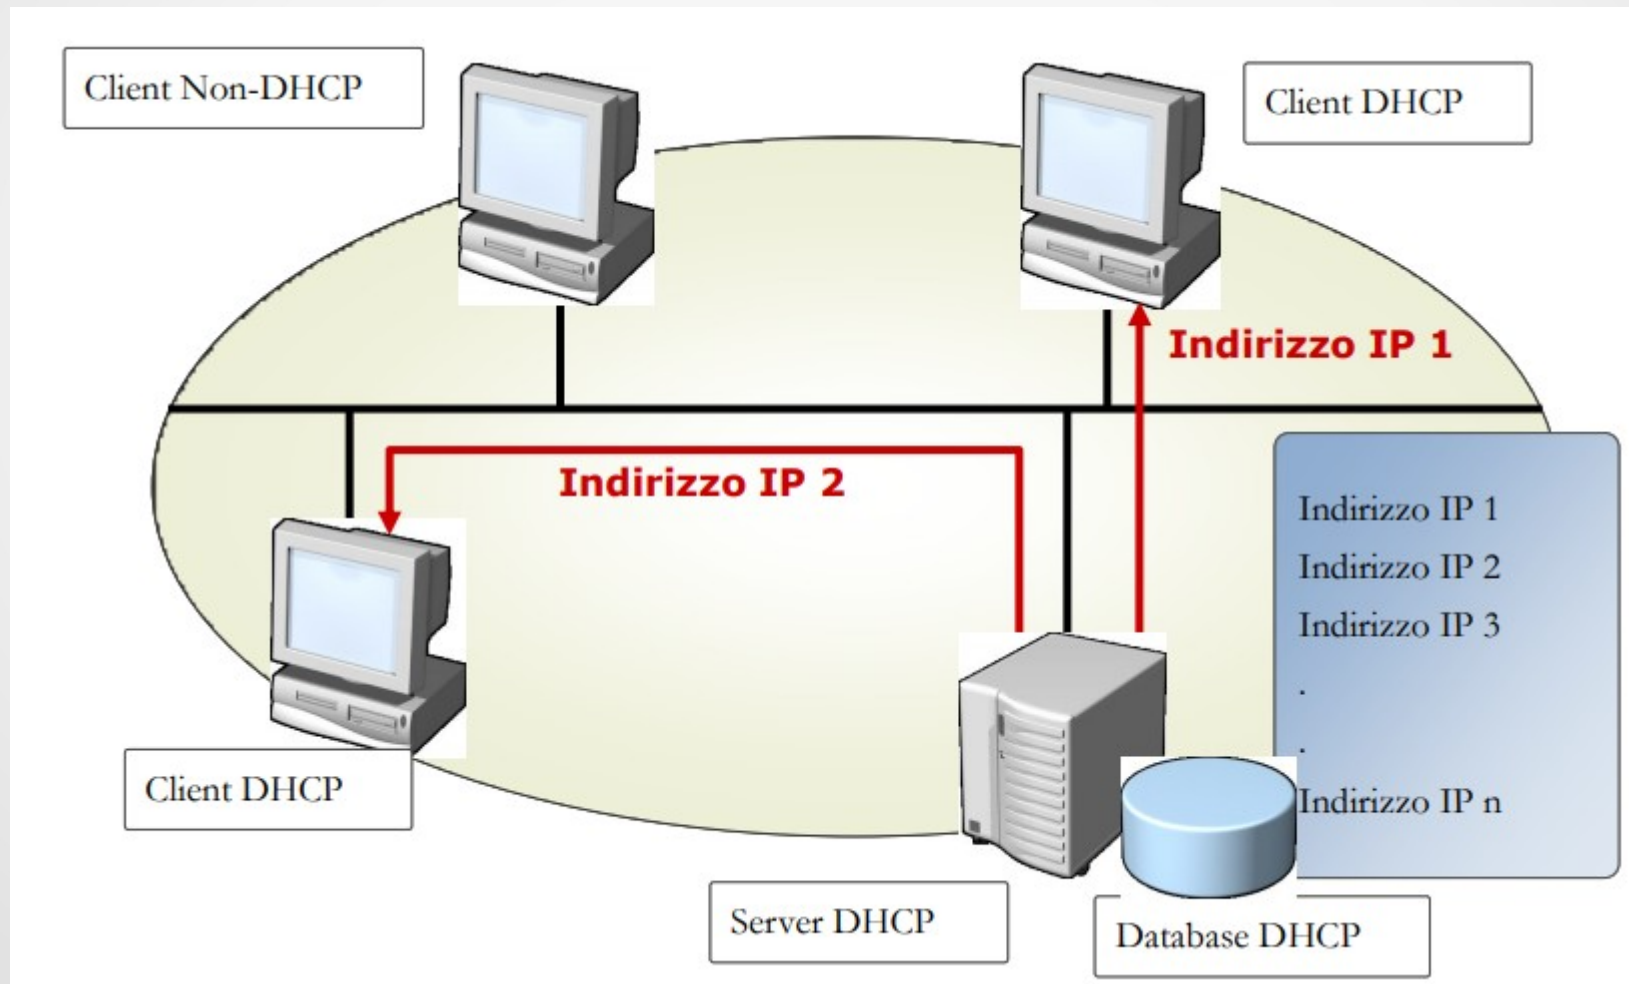 Client Non-DHCP
Client DHCP
Indirizzo IP 1
Indirizzo IP 2
Indirizzo IP 1
Indirizzo IP 2
Indirizzo IP 3
.
.
Indirizzo IP n
Client DHCP
Server DHCP
Database DHCP